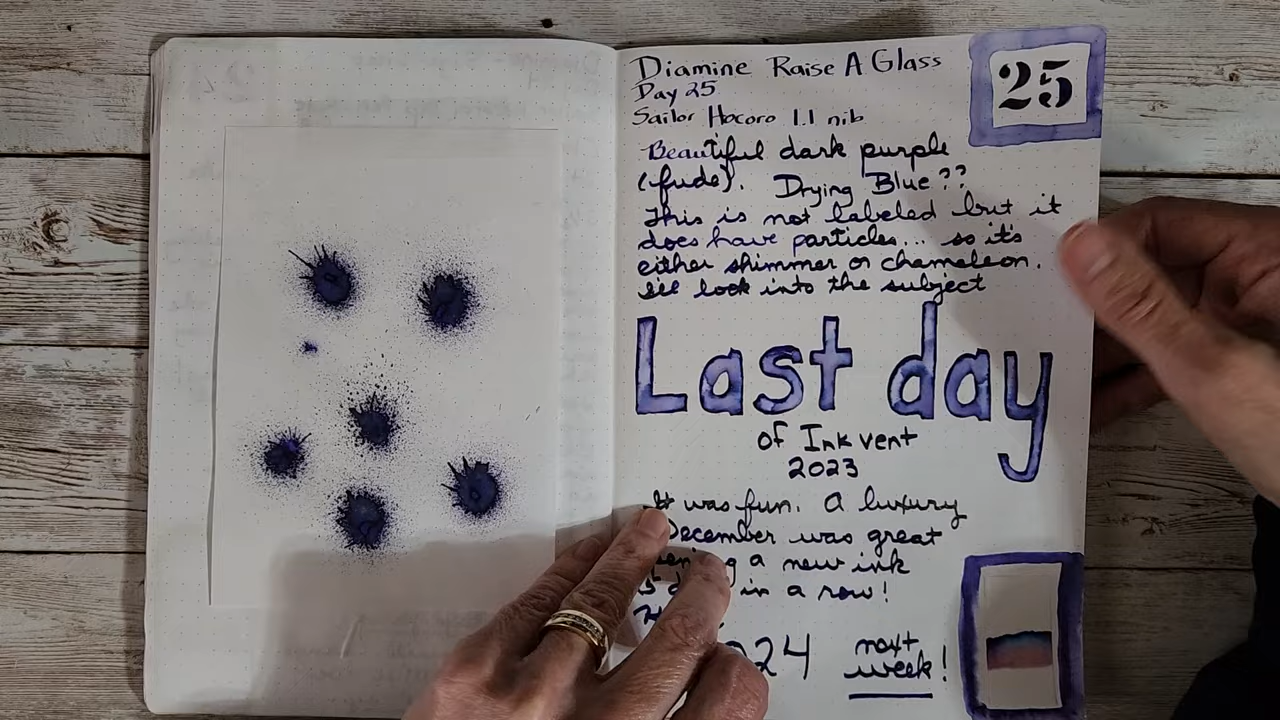 Diamine Raise A Glass
25
Day 25
Sailor Hocoro 1.1 nib
Beautiful dark purple
(fude). Drying Blue??
This is not labeled but it
does have particles... so it's
either shimmer or chameleon.
I'll look into the subject
Last day
of Inkvent
2023
It was fun. A luxury
December was great
a new ink
in a row!
next
week!